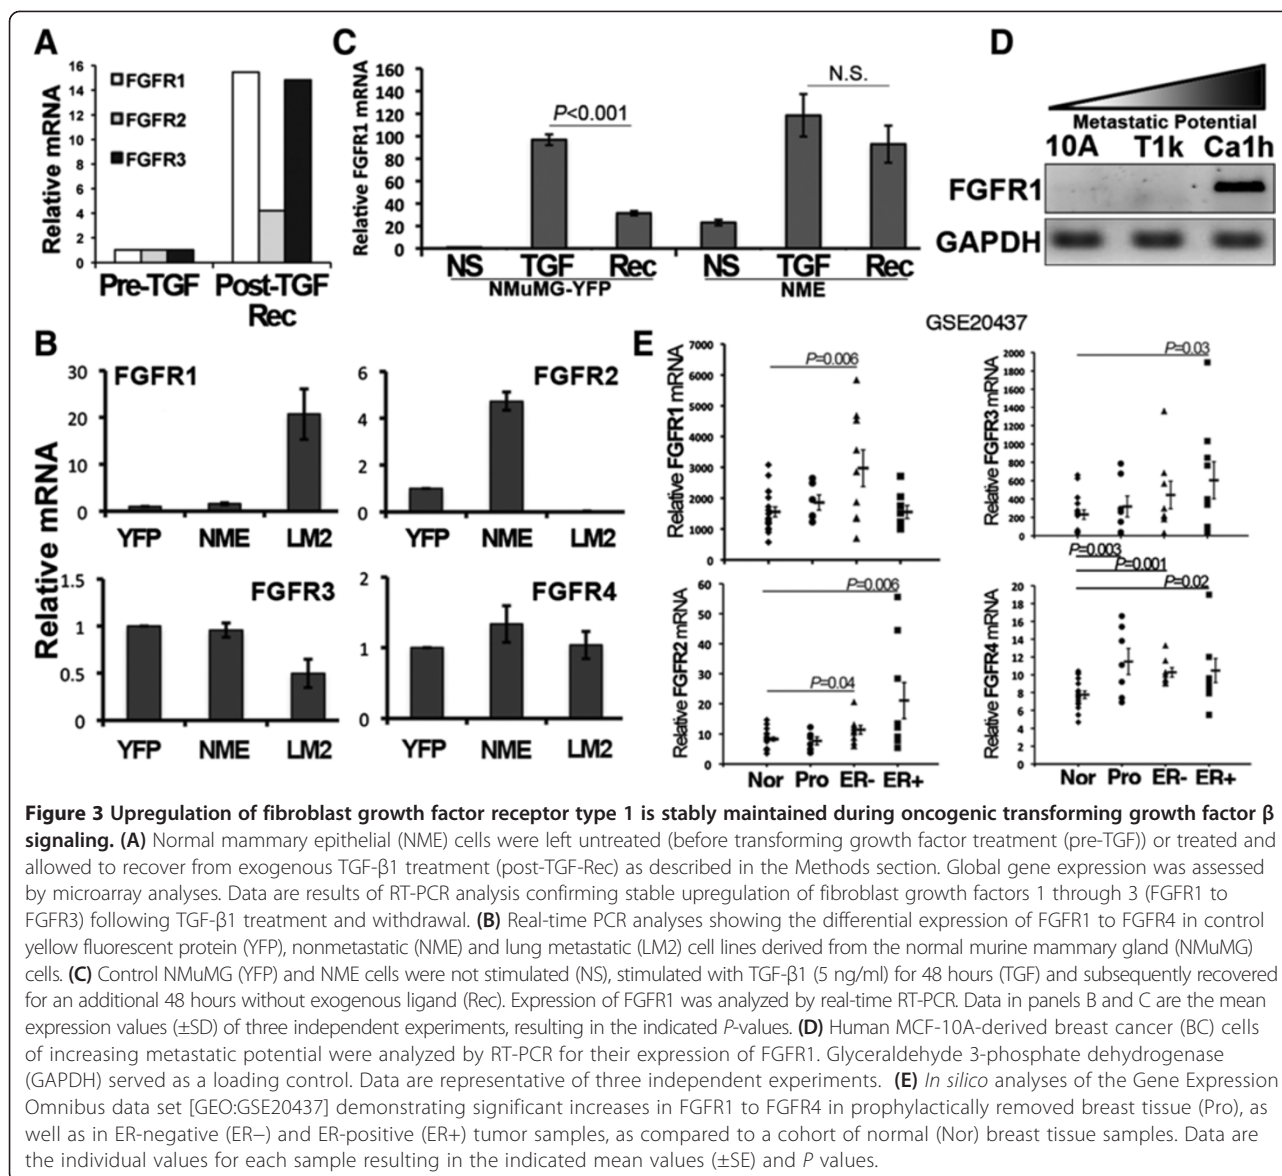 A
Relative mRNA
16
14
12
10
8
6
4
2
0
FGFR1
FGFR2
FGFR3
Pre-TGF Post-TGF
Rec
C
Relative FGFR1 mRNA
160
140
120
100
80
60
40
20
0
P<0.001
N.S.
NS TGF Rec NS TGF Rec
NMuMG-YFP NME
D
Metastatic Potential
10A T1k Ca1h
FGFR1
GAPDH
B
Relative mRNA
FGFR1
30
20
10
0
YFP NME LM2
FGFR2
6
4
2
0
YFP NME LM2
FGFR3
1.5
1
0.5
0
YFP NME LM2
FGFR4
2
1
0
YFP NME LM2
E
GSE20437
Relative FGFR1 mRNA
7000
6000
5000
4000
3000
2000
1000
0
P=0.006
Relative FGFR3 mRNA
2000
1800
1600
1400
1200
1000
800
600
400
200
0
P=0.03
Relative FGFR2 mRNA
60
50
40
30
20
10
0
P=0.006
P=0.04
Nor Pro ER- ER+
Relative FGFR4 mRNA
20
18
16
14
12
10
8
6
4
2
0
P=0.003
P=0.001
P=0.02
Nor Pro ER- ER+
Figure 3 Upregulation of fibroblast growth factor receptor type 1 is stably maintained during oncogenic transforming growth factor β
signaling. (A) Normal mammary epithelial (NME) cells were left untreated (before transforming growth factor treatment (pre-TGF)) or treated and
allowed to recover from exogenous TGF-β1 treatment (post-TGF-Rec) as described in the Methods section. Global gene expression was assessed
by microarray analyses. Data are results of RT-PCR analysis confirming stable upregulation of fibroblast growth factors 1 through 3 (FGFR1 to
FGFR3) following TGF-β1 treatment and withdrawal. (B) Real-time PCR analyses showing the differential expression of FGFR1 to FGFR4 in control
yellow fluorescent protein (YFP), nonmetastatic (NME) and lung metastatic (LM2) cell lines derived from the normal murine mammary gland (NMuMG)
cells. (C) Control NMuMG (YFP) and NME cells were not stimulated (NS), stimulated with TGF-β1 (5 ng/ml) for 48 hours (TGF) and subsequently recovered
for an additional 48 hours without exogenous ligand (Rec). Expression of FGFR1 was analyzed by real-time RT-PCR. Data in panels B and C are the mean
expression values (±SD) of three independent experiments, resulting in the indicated P-values. (D) Human MCF-10A-derived breast cancer (BC) cells
of increasing metastatic potential were analyzed by RT-PCR for their expression of FGFR1. Glyceraldehyde 3-phosphate dehydrogenase
(GAPDH) served as a loading control. Data are representative of three independent experiments. (E) In silico analyses of the Gene Expression
Omnibus data set [GEO:GSE20437] demonstrating significant increases in FGFR1 to FGFR4 in prophylactically removed breast tissue (Pro), as
well as in ER-negative (ER−) and ER-positive (ER+) tumor samples, as compared to a cohort of normal (Nor) breast tissue samples. Data are
the individual values for each sample resulting in the indicated mean values (±SE) and P values.